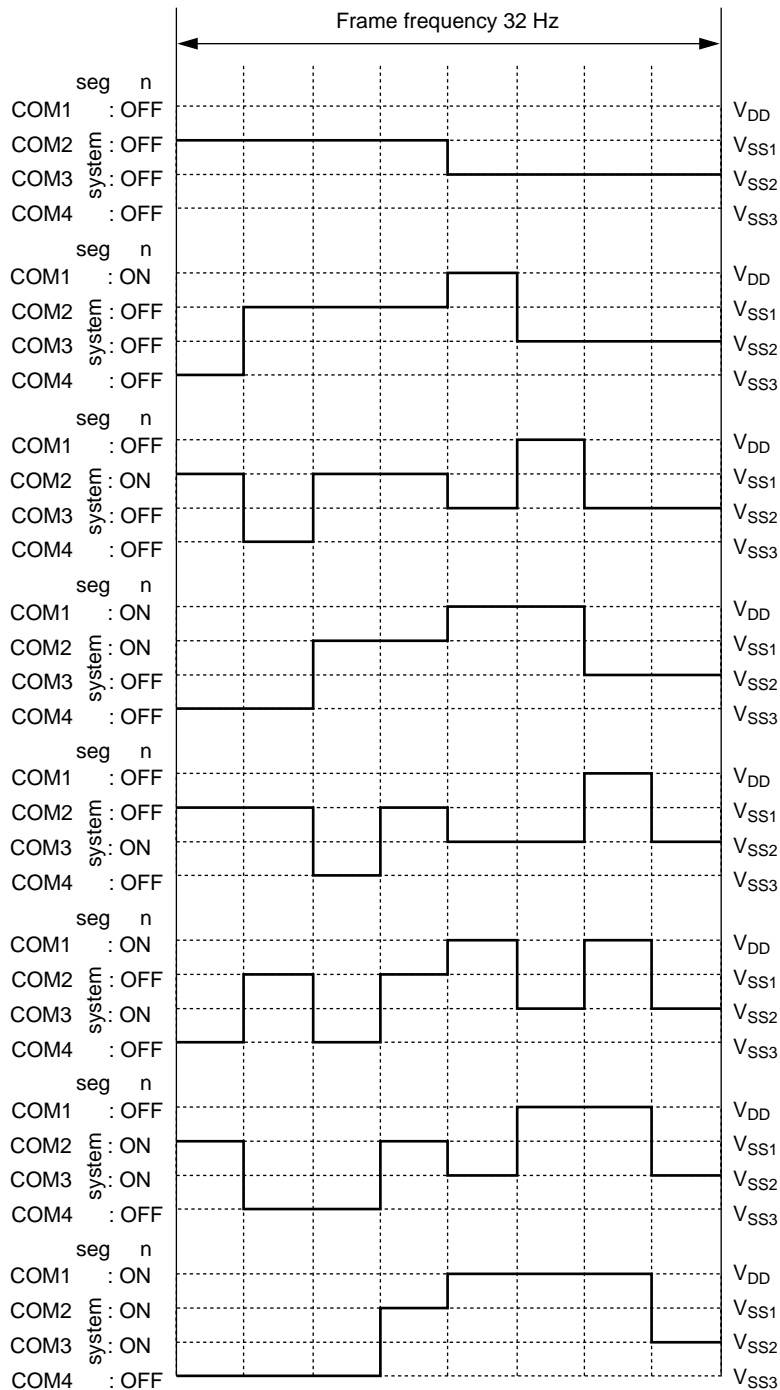 Frame frequency 32 Hz
seg n
COM1 : OFF VDD
COM2 : OFF VSS1
system
COM3 : OFF VSS2
COM4 : OFF VSS3
seg n
COM1 : ON VDD
COM2 : OFF VSS1
system
COM3 : OFF VSS2
COM4 : OFF VSS3
seg n
COM1 : OFF VDD
COM2 : ON VSS1
system
COM3 : OFF VSS2
COM4 : OFF VSS3
seg n
COM1 : ON VDD
COM2 : ON VSS1
system
COM3 : OFF VSS2
COM4 : OFF VSS3
seg n
COM1 : OFF VDD
COM2 : OFF VSS1
system
COM3 : ON VSS2
COM4 : OFF VSS3
seg n
COM1 : ON VDD
COM2 : OFF VSS1
system
COM3 : ON VSS2
COM4 : OFF VSS3
seg n
COM1 : OFF VDD
COM2 : ON VSS1
system
COM3 : ON VSS2
COM4 : OFF VSS3
seg n
COM1 : ON VDD
COM2 : ON VSS1
system
COM3 : ON VSS2
COM4 : OFF VSS3